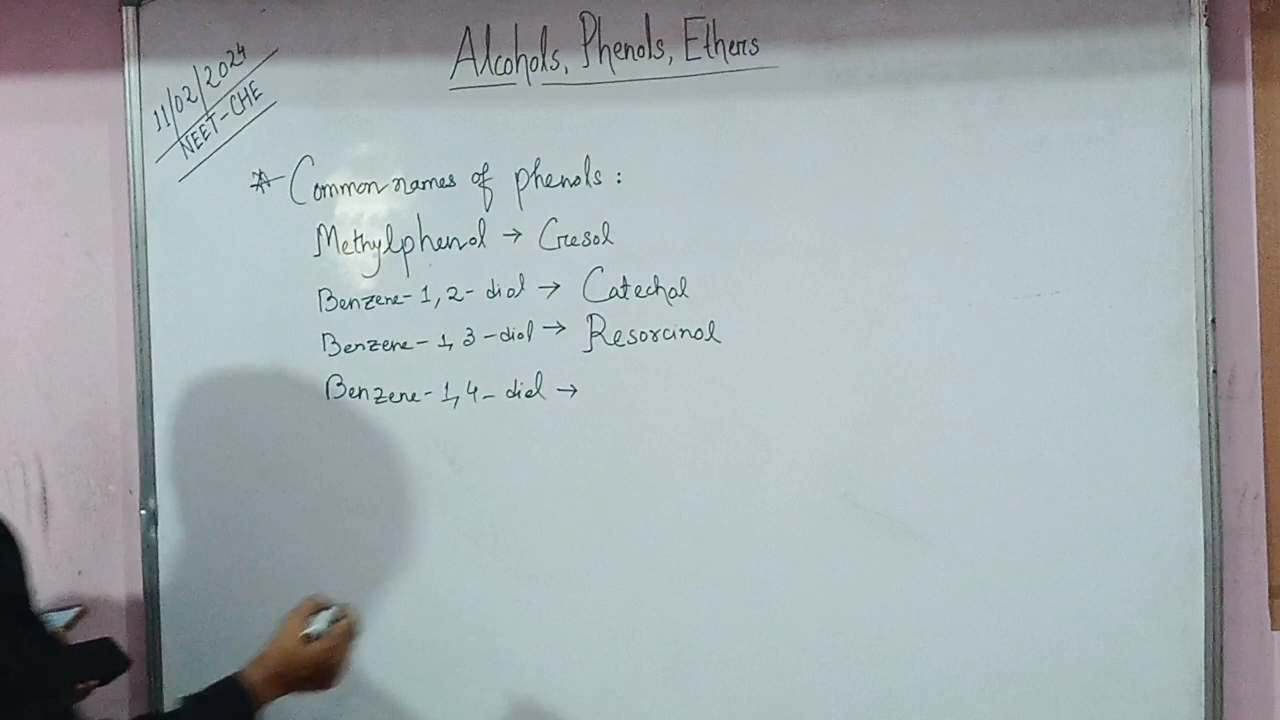 11/02/2024
NEET-CHE
Alcohols, Phenols, Ethers
* Common names of phenols :
Methylphenol → Cresol
Benzene-1,2-diol → Catechol
Benzene-1,3-diol → Resorcinol
Benzene-1,4-diol →